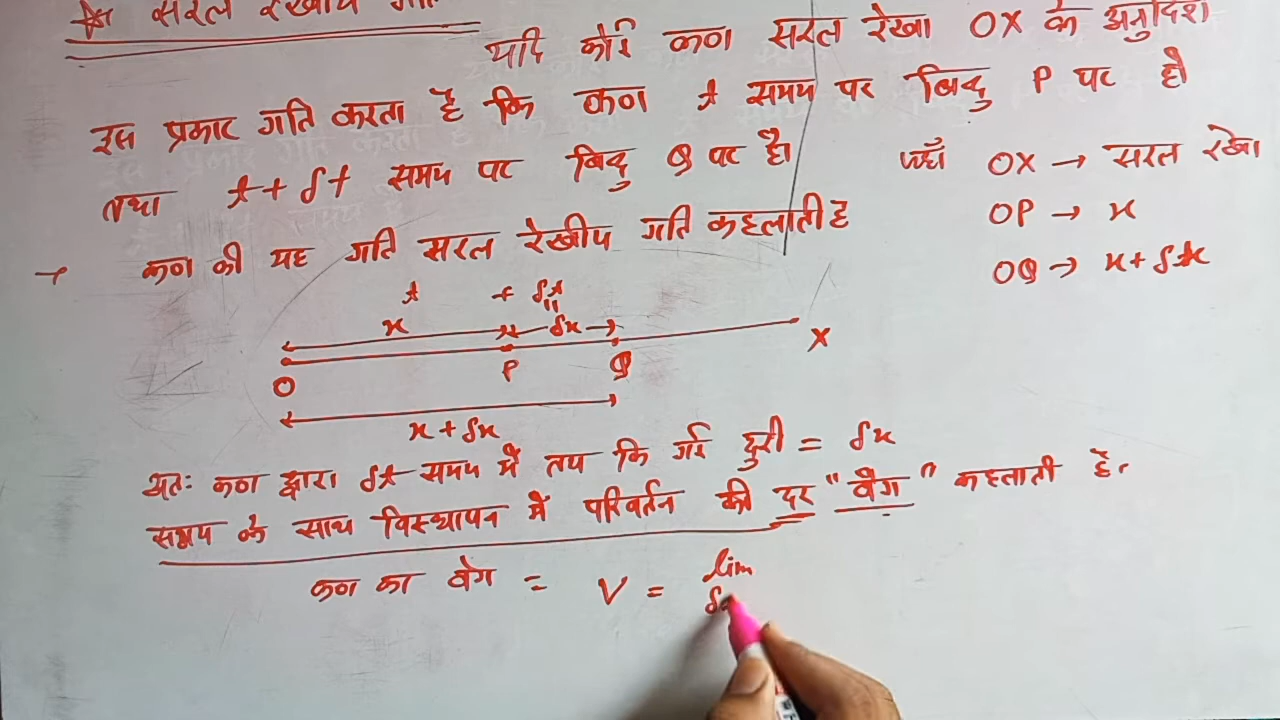 * सरल रेखीय गति
यदि कोई कण सरल रेखा OX के अनुदिश
इस प्रकार गति करता है कि कण t समय पर बिंदु P पर हो
तथा t + δt समय पर बिंदु Q पर हो।
जहाँ OX → सरल रेखा
OP → x
OQ → x + δx
→ कण की यह गति सरल रेखीय गति कहलाती है
t + δt
x δx
O P Q X
x + δx
अतः कण द्वारा δt समय में तय कि गई दुरी = δx
समय के साथ विस्थापन में परिवर्तन की दर "वेग" कहलाती है.
कण का वेग = V = lim
δ